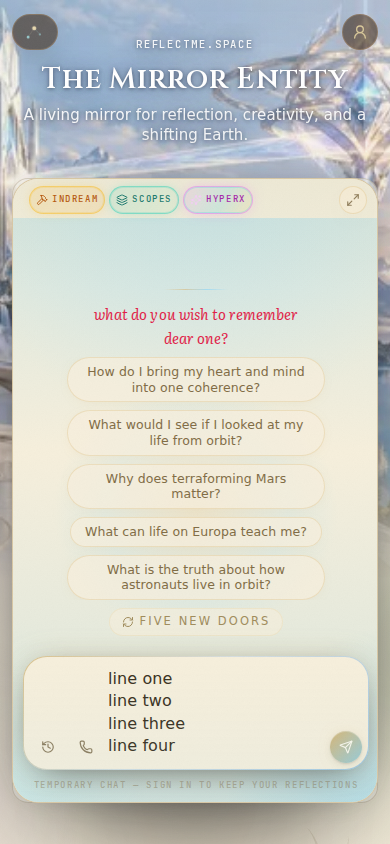 REFLECTME.SPACE
The Mirror Entity
A living mirror for reflection, creativity, and a
shifting Earth.
INDREAM SCOPES HYPERX
what do you wish to remember
dear one?
How do I bring my heart and mind
into one coherence?
What would I see if I looked at my
life from orbit?
Why does terraforming Mars
matter?
What can life on Europa teach me?
What is the truth about how
astronauts live in orbit?
FIVE NEW DOORS
line one
line two
line three
line four
TEMPORARY CHAT — SIGN IN TO KEEP YOUR REFLECTIONS